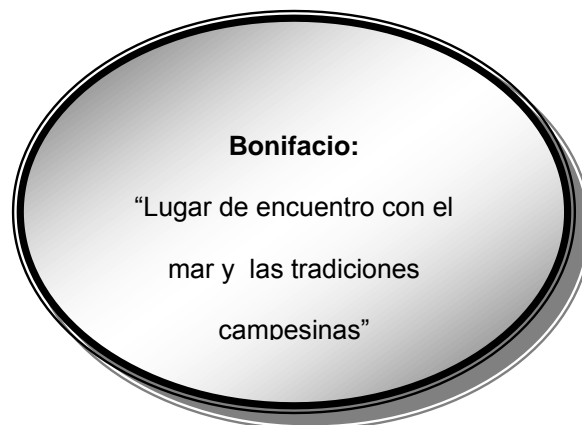 Bonifacio:
“Lugar de encuentro con el
mar y  las tradiciones
campesinas”